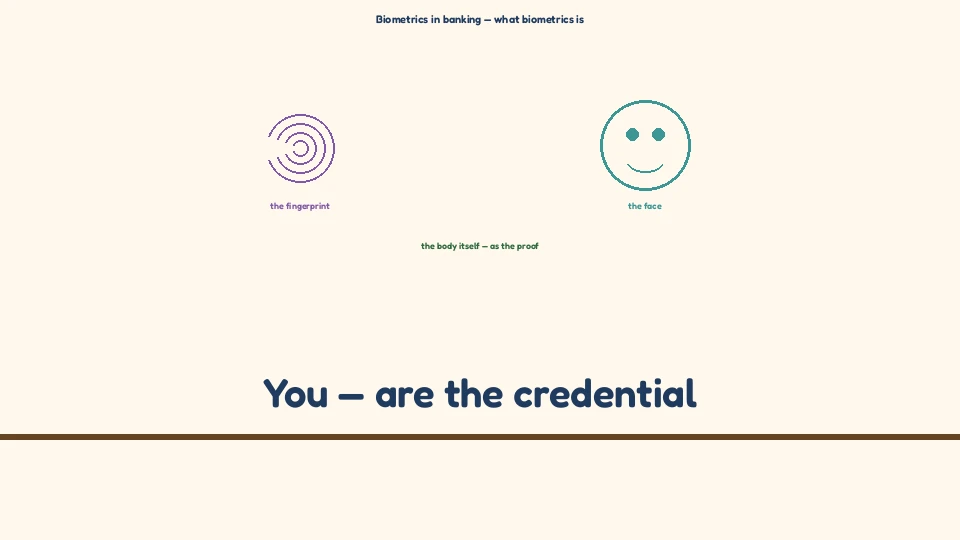 Biometrics in banking — what biometrics is
the fingerprint
the face
the body itself — as the proof
You — are the credential